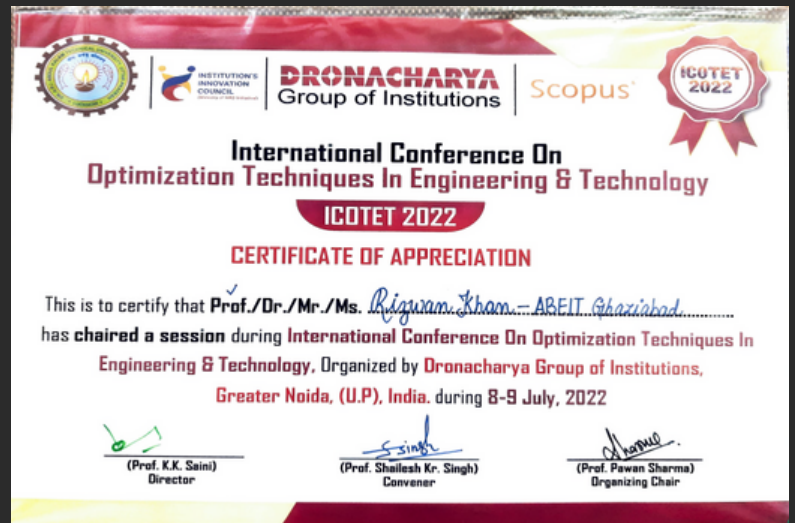 INSTITUTION'S
INNOVATION
COUNCIL
DRONACHARYA
Group of Institutions
Scopus
ICOTET
2022
International Conference On
Optimization Techniques In Engineering & Technology
ICOTET 2022
CERTIFICATE OF APPRECIATION
This is to certify that Prof./Dr./Mr./Ms. Rizwan Khan - ABEIT Ghaziabad
has chaired a session during International Conference On Optimization Techniques In
Engineering & Technology, Organized by Dronacharya Group of Institutions,
Greater Noida, (U.P), India. during 8-9 July, 2022
SSingh
Sharma
(Prof. K.K. Saini)
(Prof. Shailesh Kr. Singh)
(Prof. Pawan Sharma)
Director
Convener
Organizing Chair